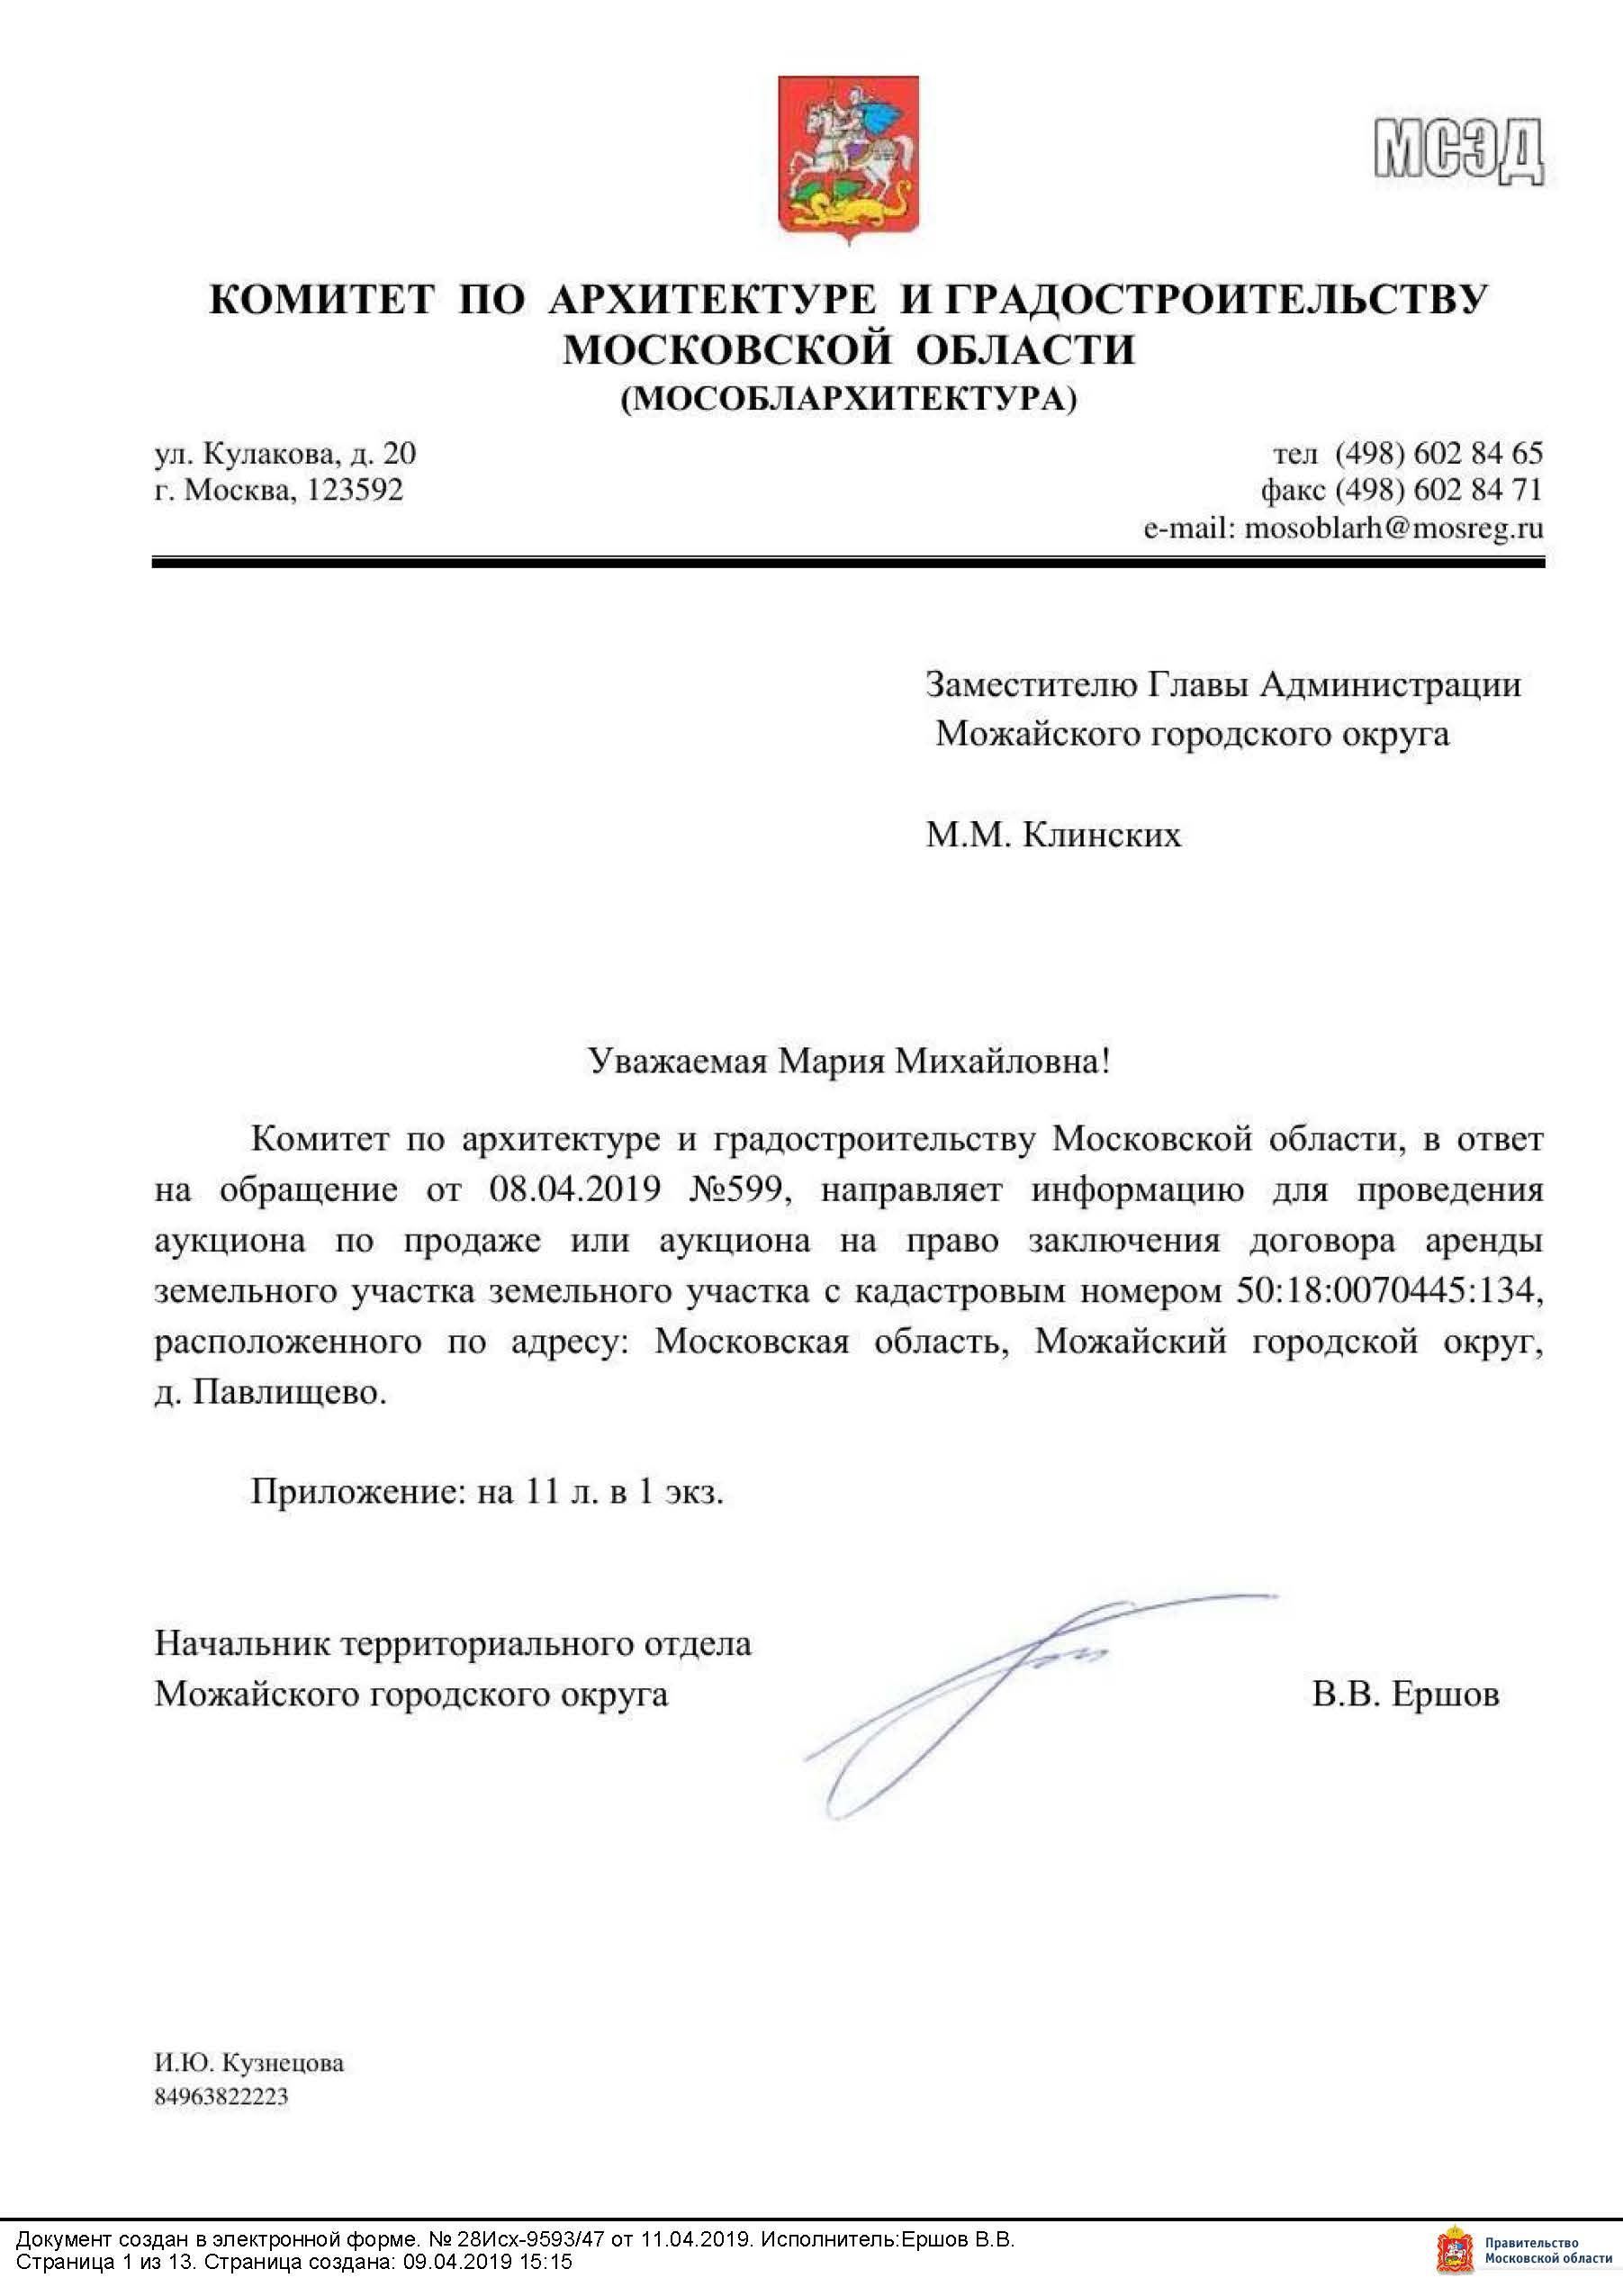 МСЭД
КОМИТЕТ ПО АРХИТЕКТУРЕ И ГРАДОСТРОИТЕЛЬСТВУ
МОСКОВСКОЙ ОБЛАСТИ
(МОСОБЛАРХИТЕКТУРА)
ул. Кулакова, д. 20
г. Москва, 123592
тел (498) 602 84 65
факс (498) 602 84 71
e-mail: mosoblarh@mosreg.ru
Заместителю Главы Администрации
Можайского городского округа
М.М. Клинских
Уважаемая Мария Михайловна!
Комитет по архитектуре и градостроительству Московской области, в ответ
на обращение от 08.04.2019 №599, направляет информацию для проведения
аукциона по продаже или аукциона на право заключения договора аренды
земельного участка земельного участка с кадастровым номером 50:18:0070445:134,
расположенного по адресу: Московская область, Можайский городской округ,
д. Павлищево.
Приложение: на 11 л. в 1 экз.
Начальник территориального отдела
Можайского городского округа
В.В. Ершов
И.Ю. Кузнецова
84963822223
Документ создан в электронной форме. № 28Исх-9593/47 от 11.04.2019. Исполнитель:Ершов В.В.
Страница 1 из 13. Страница создана: 09.04.2019 15:15
Правительство
Московской области